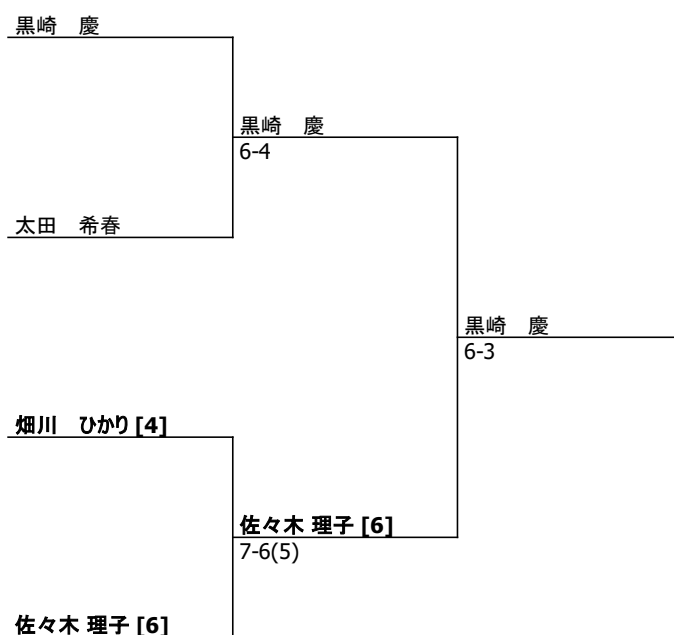 黒崎　慶
黒崎　慶
6-4
太田　希春
黒崎　慶
6-3
畑川　ひかり [4]
佐々木 理子 [6]
7-6(5)
佐々木 理子 [6]